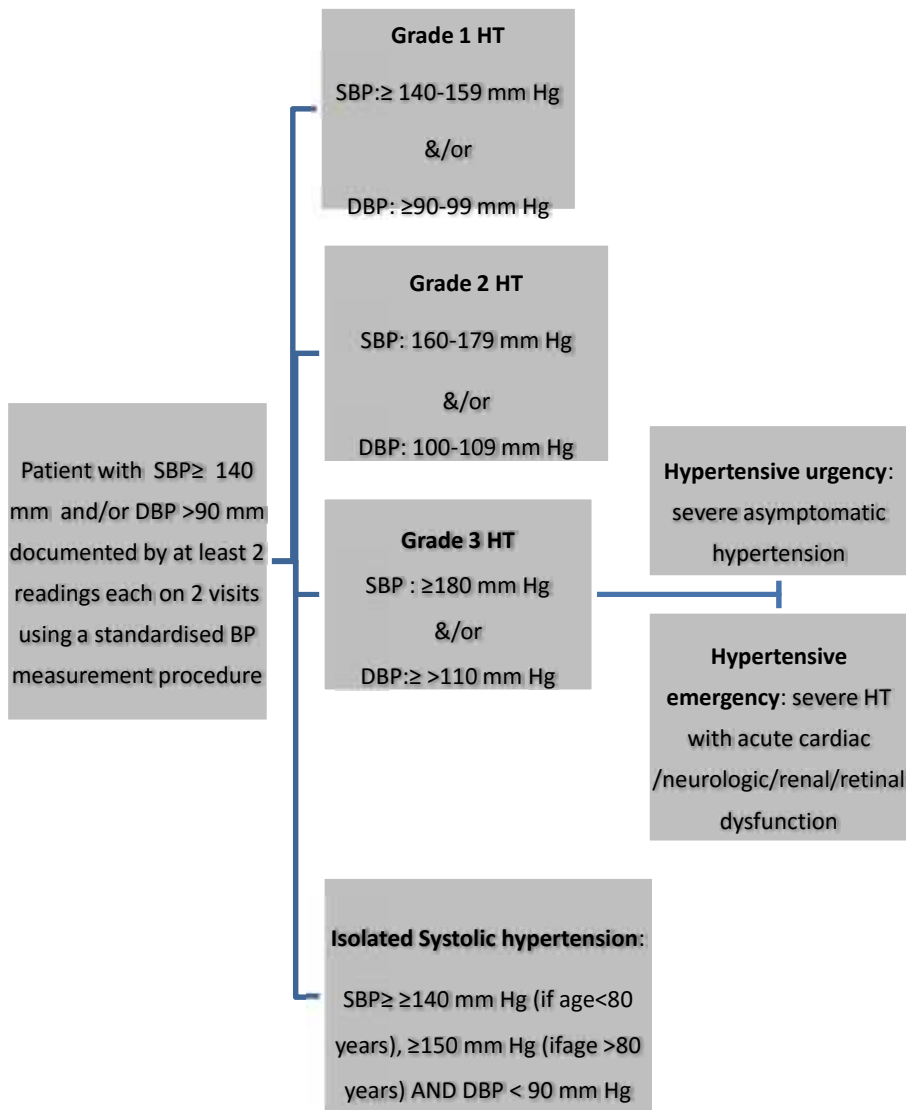 Grade 1 HT
SBP:≥ 140-159 mm Hg
&/or
DBP: ≥90-99 mm Hg
Grade 2 HT
SBP: 160-179 mm Hg
&/or
DBP: 100-109 mm Hg
Patient with SBP≥ 140
mm and/or DBP >90 mm
documented by at least 2
readings each on 2 visits
using a standardised BP
measurement procedure
Grade 3 HT
SBP : ≥180 mm Hg
&/or
DBP:≥ >110 mm Hg
Hypertensive urgency:
severe asymptomatic
hypertension
Hypertensive
emergency: severe HT
with acute cardiac
/neurologic/renal/retinal
dysfunction
Isolated Systolic hypertension:
SBP≥ ≥140 mm Hg (if age<80
years), ≥150 mm Hg (ifage >80
years) AND DBP < 90 mm Hg